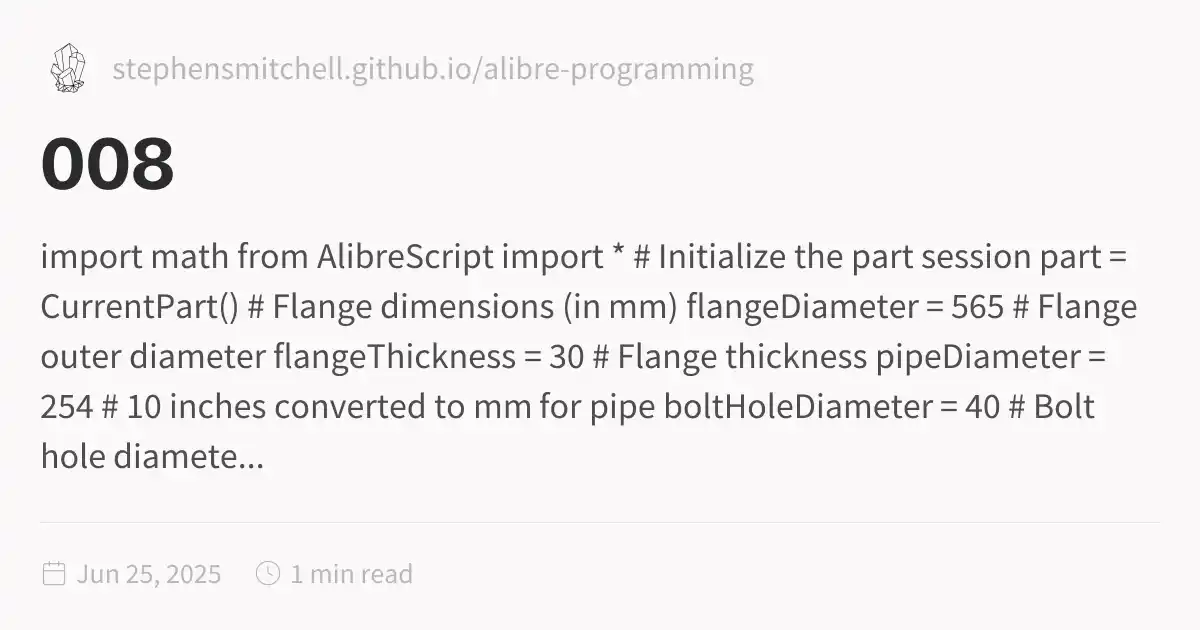 stephensmitchell.github.io/alibre-programming
008
import math from AlibreScript import * # Initialize the part session part =
CurrentPart() # Flange dimensions (in mm) flangeDiameter = 565 # Flange
outer diameter flangeThickness = 30 # Flange thickness pipeDiameter =
254 # 10 inches converted to mm for pipe boltHoleDiameter = 40 # Bolt
hole diamete...
Jun 25, 2025 1 min read